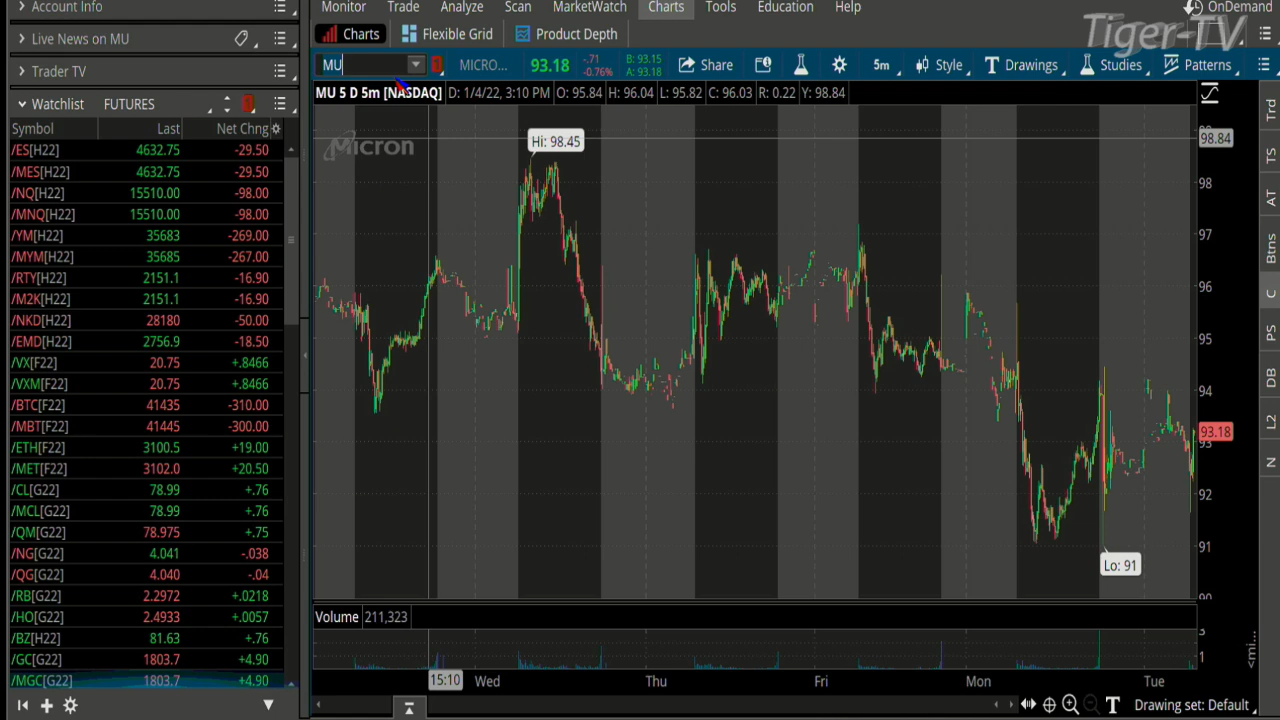 Account Info
Live News on MU
Trader TV
Watchlist FUTURES
Symbol Last Net Chng
/ES[H22] 4632.75 -29.50
/MES[H22] 4632.75 -29.50
/NQ[H22] 15510.00 -98.00
/MNQ[H22] 15510.00 -98.00
/YM[H22] 35683 -269.00
/MYM[H22] 35685 -267.00
/RTY[H22] 2151.1 -16.90
/M2K[H22] 2151.1 -16.90
/NKD[H22] 28180 -50.00
/EMD[H22] 2756.9 -18.50
/VX[F22] 20.75 +.8466
/VXM[F22] 20.75 +.8466
/BTC[F22] 41435 -310.00
/MBT[F22] 41445 -300.00
/ETH[F22] 3100.5 +19.00
/MET[F22] 3102.0 +20.50
/CL[G22] 78.99 +.76
/MCL[G22] 78.99 +.76
/QM[G22] 78.975 +.75
/NG[G22] 4.041 -.038
/QG[G22] 4.040 -.04
/RB[G22] 2.2972 +.0218
/HO[G22] 2.4933 +.0057
/BZ[H22] 81.63 +.76
/GC[G22] 1803.7 +4.90
/MGC[G22] 1803.7 +4.90
Monitor Trade Analyze Scan MarketWatch Charts Tools Education Help
OnDemand
Tiger-TV
Charts Flexible Grid Product Depth
MU MICRO... 93.18 -.71 B: 93.15
-0.76% A: 93.18
Share 5m Style Drawings Studies Patterns
MU 5 D 5m [NASDAQ] D: 1/4/22, 3:10 PM O: 95.84 H: 96.04 L: 95.82 C: 96.03 R: 0.22 Y: 98.84
Micron
Hi: 98.45
98.84
98
97
96
95
94
93.18
93
92
91
90
Lo: 91
Volume 211,323
3
1
15:10 Wed Thu Fri Mon Tue
Drawing set: Default
Trd
TS
AT
Btns
C
PS
DB
L2
N
<mi...